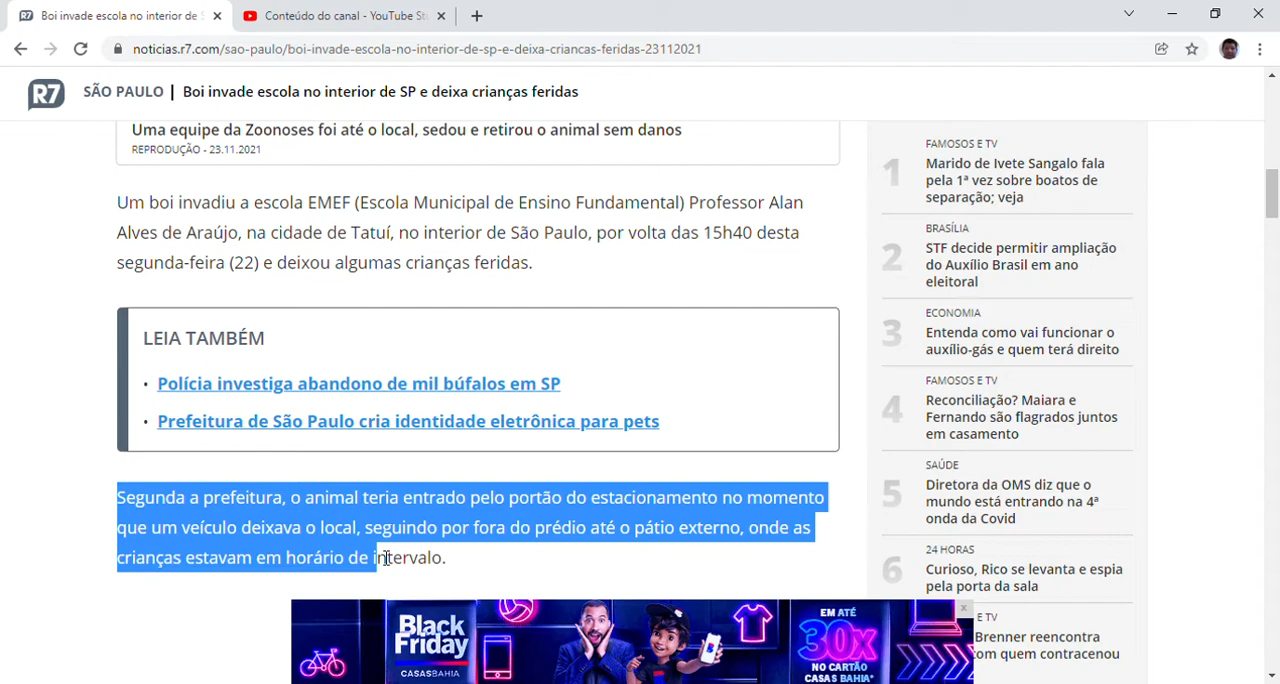 Boi invade escola no interior de S
Conteúdo do canal - YouTube St
noticias.r7.com/sao-paulo/boi-invade-escola-no-interior-de-sp-e-deixa-criancas-feridas-23112021
R7 SÃO PAULO | Boi invade escola no interior de SP e deixa crianças feridas
Uma equipe da Zoonoses foi até o local, sedou e retirou o animal sem danos
REPRODUÇÃO - 23.11.2021
Um boi invadiu a escola EMEF (Escola Municipal de Ensino Fundamental) Professor Alan
Alves de Araújo, na cidade de Tatuí, no interior de São Paulo, por volta das 15h40 desta
segunda-feira (22) e deixou algumas crianças feridas.
LEIA TAMBÉM
• Polícia investiga abandono de mil búfalos em SP
• Prefeitura de São Paulo cria identidade eletrônica para pets
Segunda a prefeitura, o animal teria entrado pelo portão do estacionamento no momento
que um veículo deixava o local, seguindo por fora do prédio até o pátio externo, onde as
crianças estavam em horário de intervalo.
1
FAMOSOS E TV
Marido de Ivete Sangalo fala
pela 1ª vez sobre boatos de
separação; veja
2
BRASÍLIA
STF decide permitir ampliação
do Auxílio Brasil em ano
eleitoral
3
ECONOMIA
Entenda como vai funcionar o
auxílio-gás e quem terá direito
4
FAMOSOS E TV
Reconciliação? Maiara e
Fernando são flagrados juntos
em casamento
5
SAÚDE
Diretora da OMS diz que o
mundo está entrando na 4ª
onda da Covid
6
24 HORAS
Curioso, Rico se levanta e espia
pela porta da sala
E TV
Brenner reencontra
om quem contracenou
Black
Friday
CASASBAHIA
EM ATÉ
30X
NO CARTÃO
CASAS BAHIA*